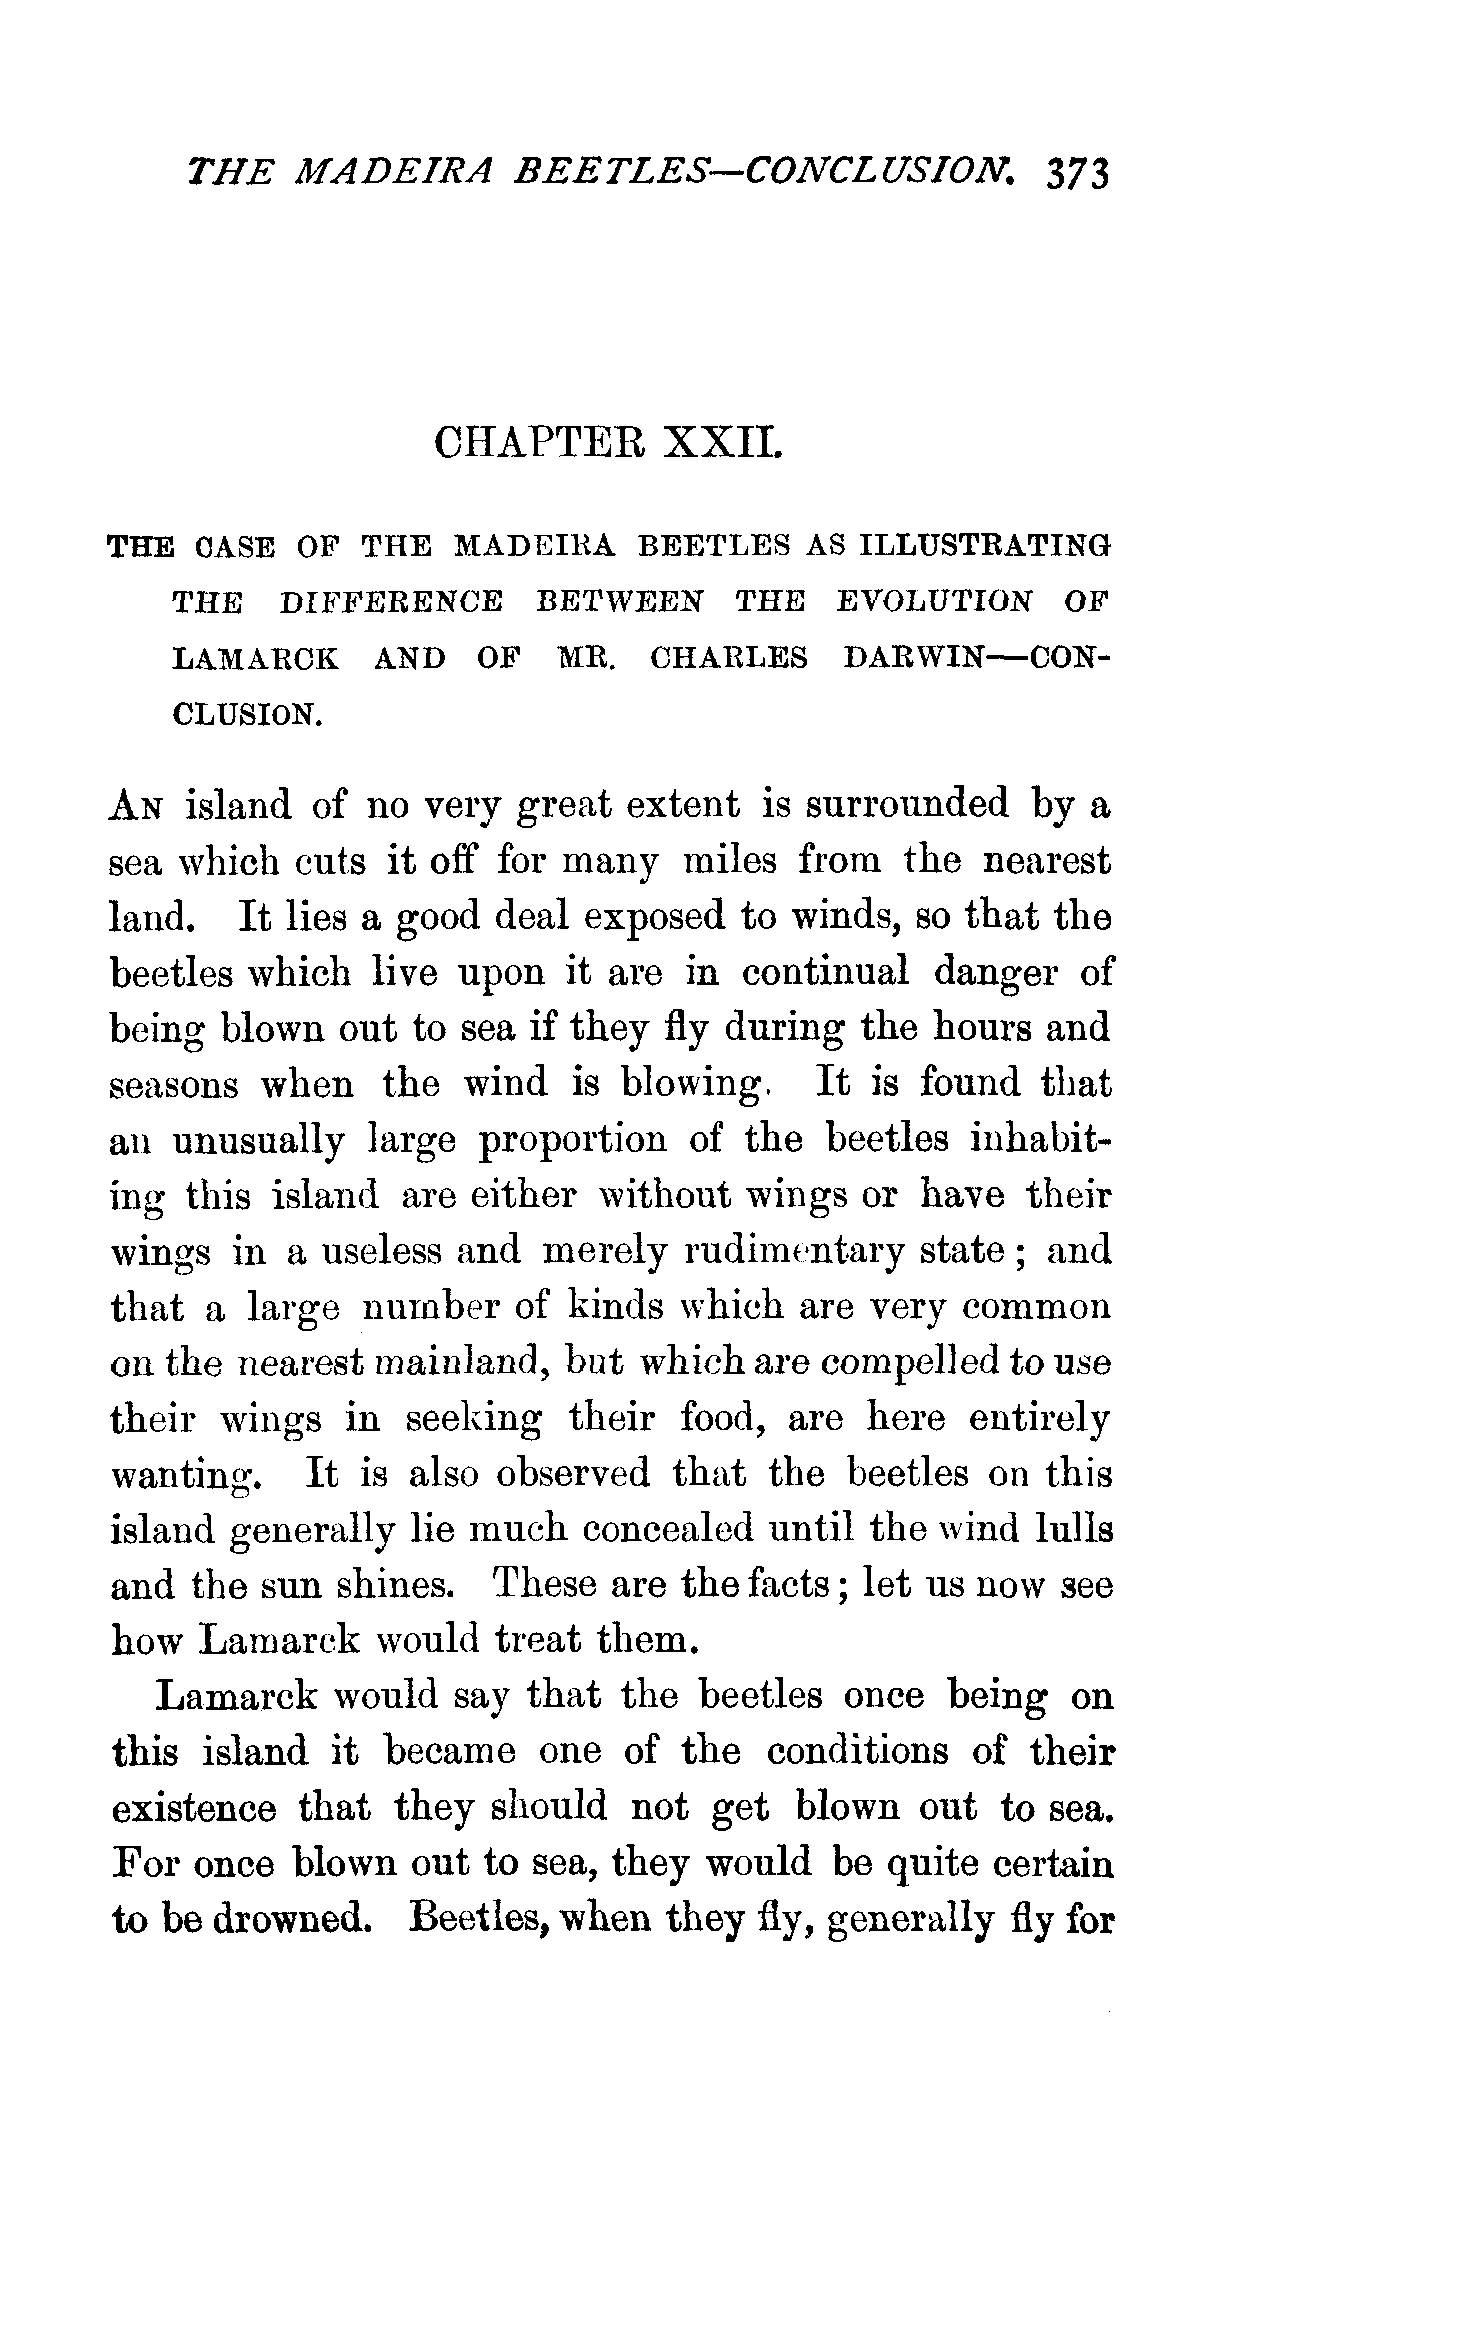 THE MADEIRA BEETLES—CONCLUSION. 373
CHAPTER XXII.
THE CASE OF THE MADEIRA BEETLES AS ILLUSTRATING
THE DIFFERENCE BETWEEN THE EVOLUTION OF
LAMARCK AND OF MR. CHARLES DARWIN—CON-
CLUSION.
AN island of no very great extent is surrounded by a
sea which cuts it off for many miles from the nearest
land. It lies a good deal exposed to winds, so that the
beetles which live upon it are in continual danger of
being blown out to sea if they fly during the hours and
seasons when the wind is blowing. It is found that
an unusually large proportion of the beetles inhabit-
ing this island are either without wings or have their
wings in a useless and merely rudimentary state; and
that a large number of kinds which are very common
on the nearest mainland, but which are compelled to use
their wings in seeking their food, are here entirely
wanting. It is also observed that the beetles on this
island generally lie much concealed until the wind lulls
and the sun shines. These are the facts; let us now see
how Lamarck would treat them.
Lamarck would say that the beetles once being on
this island it became one of the conditions of their
existence that they should not get blown out to sea.
For once blown out to sea, they would be quite certain
to be drowned. Beetles, when they fly, generally fly for